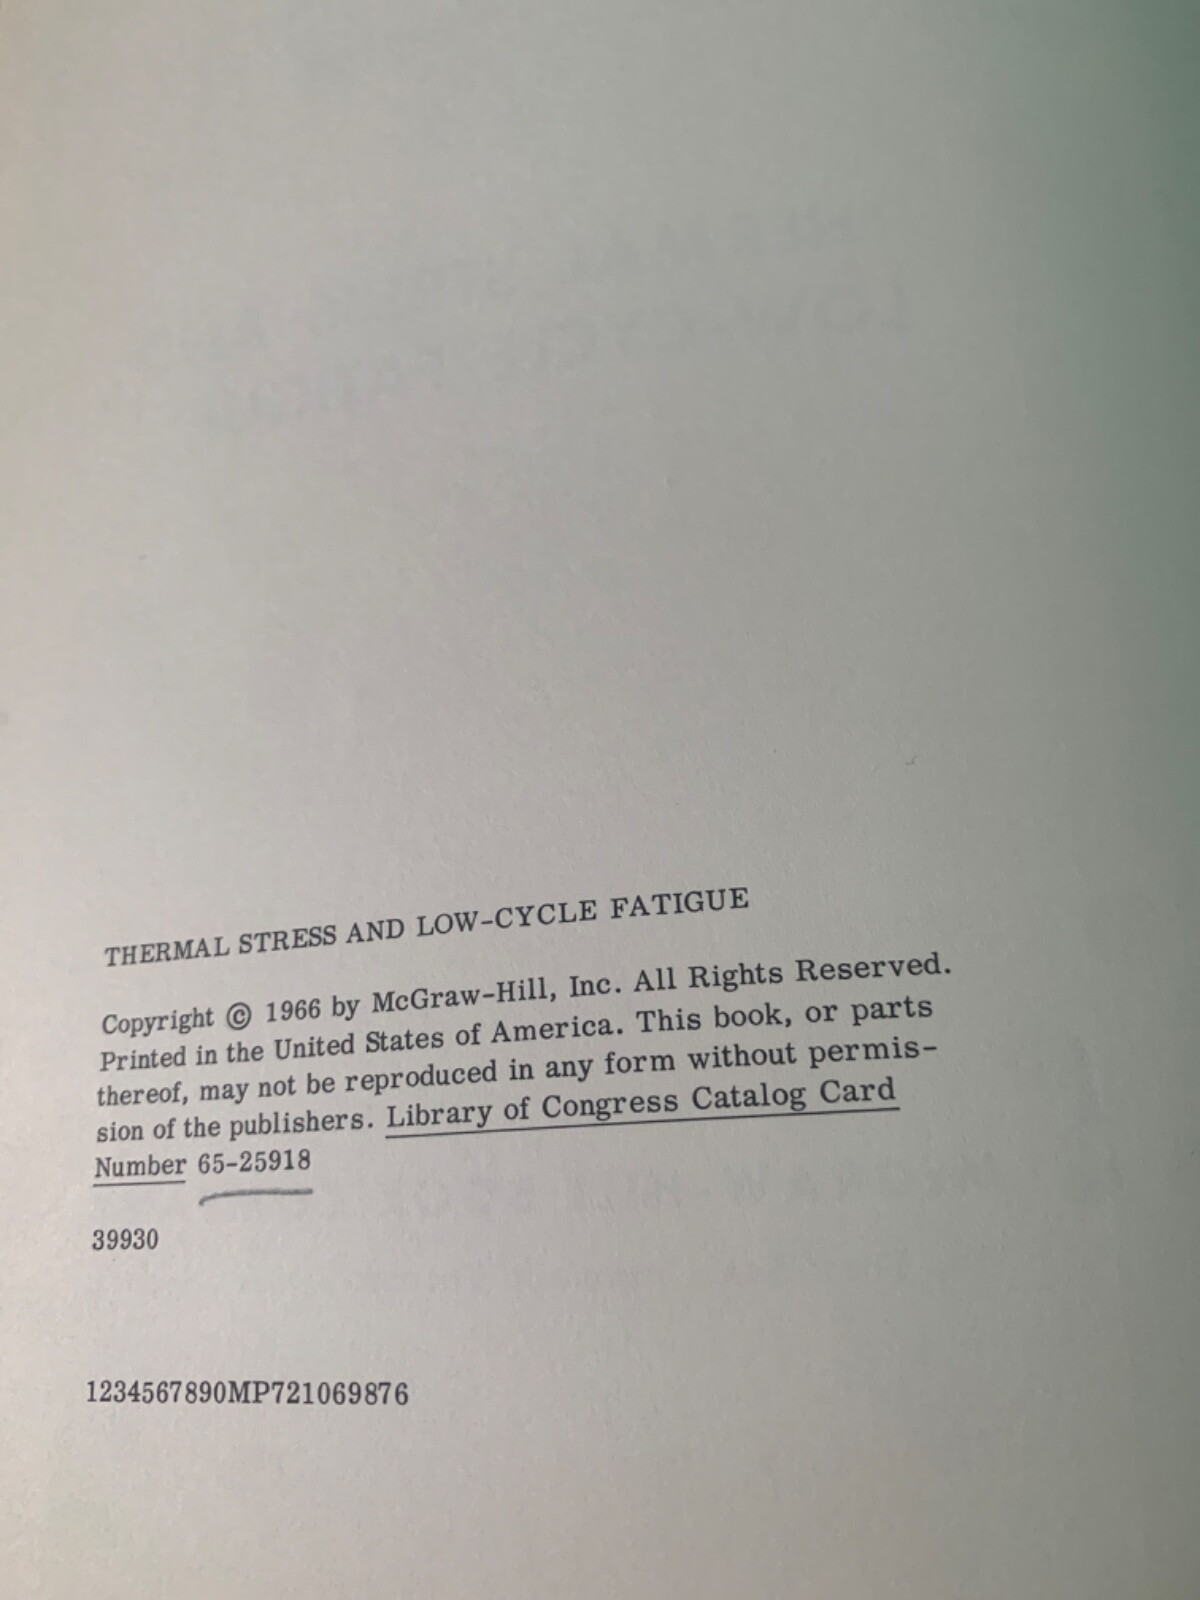 THERMAL STRESS AND LOW-CYCLE FATIGUE
Copyright © 1966 by McGraw-Hill, Inc. All Rights Reserved.
Printed in the United States of America. This book, or parts
thereof, may not be reproduced in any form without permis-
sion of the publishers. Library of Congress Catalog Card
Number 65-25918
39930
1234567890MP721069876